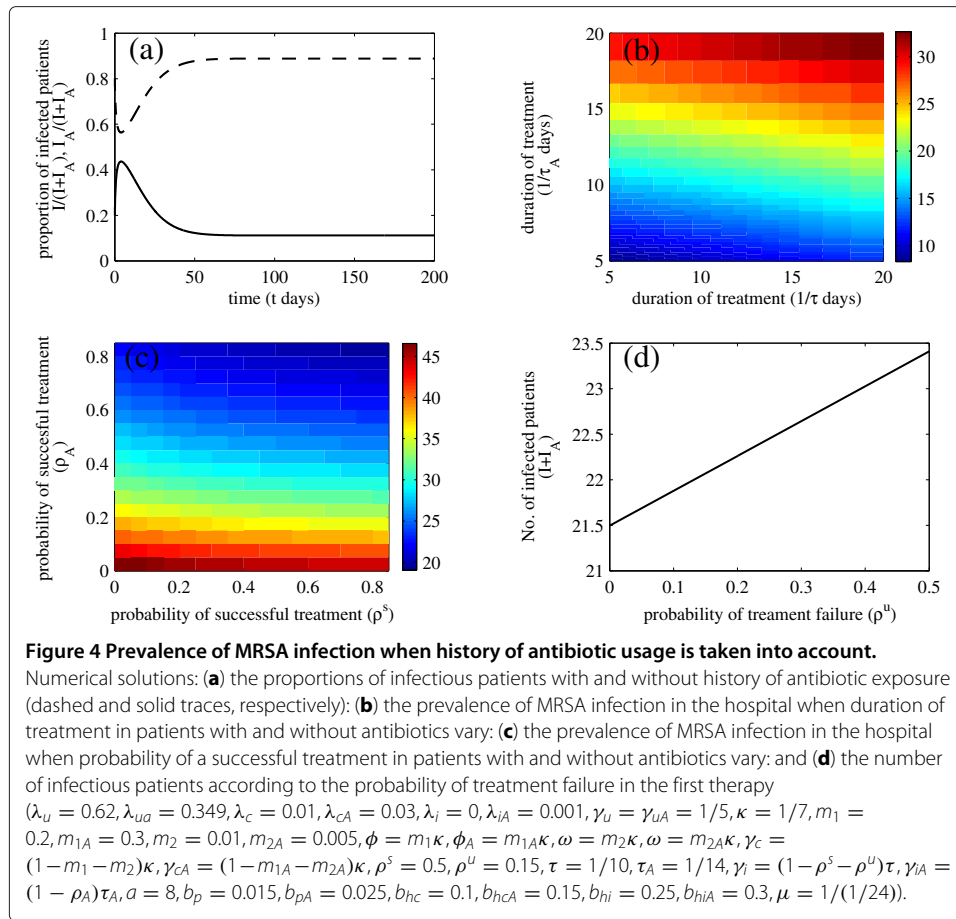 (a)
proportion of infected patients
I/(I+I_A), I_A/(I+I_A)
1
0.8
0.6
0.4
0.2
0
0 50 100 150 200
time (t days)
(b)
duration of treatment
(1/τ_A days)
20
15
10
5
5 10 15 20
duration of treatment (1/τ days)
30
25
20
15
10
(c)
probability of succesful treatment
(ρ_A)
0.8
0.6
0.4
0.2
0
0 0.2 0.4 0.6 0.8
probability of successful treatment (ρ^s)
45
40
35
30
25
20
(d)
No. of infected patients
(I+I_A)
23.5
23
22.5
22
21.5
21
0 0.1 0.2 0.3 0.4 0.5
probability of treament failure (ρ^u)
Figure 4 Prevalence of MRSA infection when history of antibiotic usage is taken into account.
Numerical solutions: (a) the proportions of infectious patients with and without history of antibiotic exposure
(dashed and solid traces, respectively): (b) the prevalence of MRSA infection in the hospital when duration of
treatment in patients with and without antibiotics vary: (c) the prevalence of MRSA infection in the hospital
when probability of a successful treatment in patients with and without antibiotics vary: and (d) the number
of infectious patients according to the probability of treatment failure in the first therapy
(λ_u = 0.62, λ_ua = 0.349, λ_c = 0.01, λ_cA = 0.03, λ_i = 0, λ_iA = 0.001, γ_u = γ_uA = 1/5, κ = 1/7, m_1 =
0.2, m_1A = 0.3, m_2 = 0.01, m_2A = 0.005, ϕ = m_1κ, ϕ_A = m_1Aκ, ω = m_2κ, ω = m_2Aκ, γ_c =
(1−m_1−m_2)κ, γ_cA = (1−m_1A−m_2A)κ, ρ^s = 0.5, ρ^u = 0.15, τ = 1/10, τ_A = 1/14, γ_i = (1−ρ^s−ρ^u)τ, γ_iA =
(1 − ρ_A)τ_A, a = 8, b_p = 0.015, b_pA = 0.025, b_hc = 0.1, b_hcA = 0.15, b_hi = 0.25, b_hiA = 0.3, μ = 1/(1/24)).